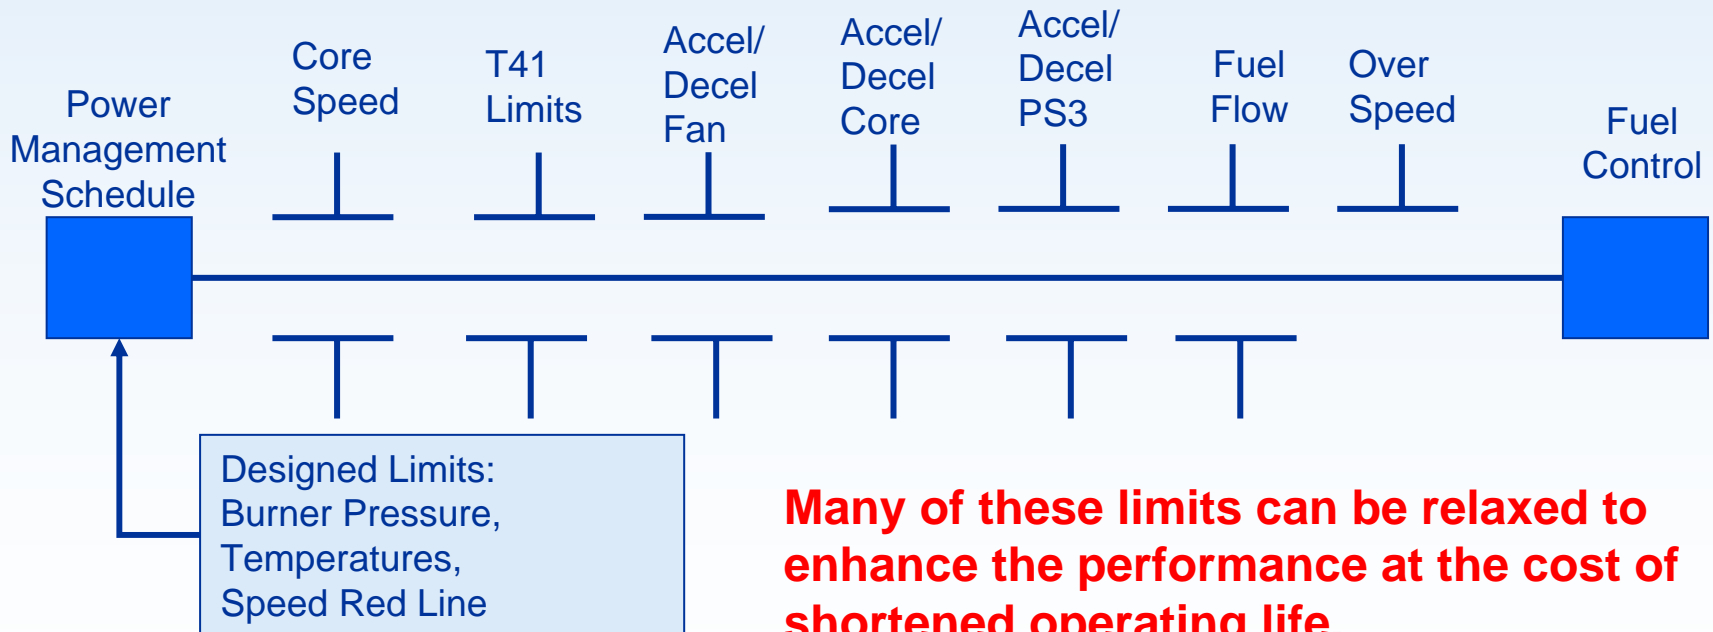 Power
Management
Schedule
Core
Speed
T41
Limits
Accel/
Decel
Fan
Accel/
Decel
Core
Accel/
Decel
PS3
Fuel
Flow
Over
Speed
Fuel
Control
Designed Limits:
Burner Pressure,
Temperatures,
Speed Red Line
Many of these limits can be relaxed to
enhance the performance at the cost of
shortened operating life